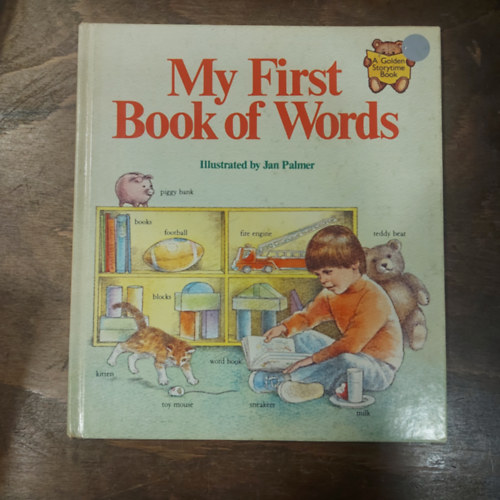 My First
Book of Words
A Golden
Storytime
Book
Illustrated by Jan Palmer
piggy bank
books
football
fire engine
teddy bear
blocks
word book
kitten
toy mouse
sneakers
milk